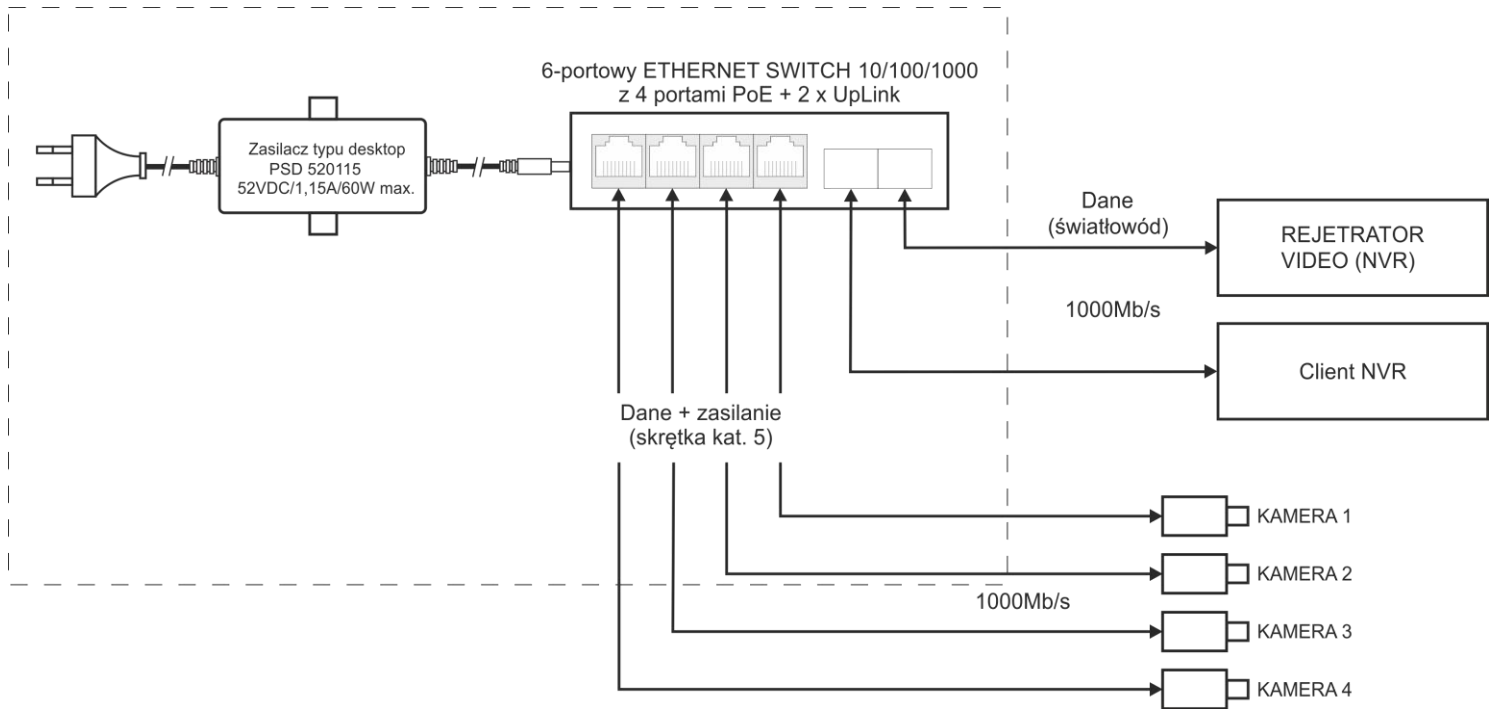 6-portowy ETHERNET SWITCH 10/100/1000
z 4 portami PoE + 2 x UpLink
Zasilacz typu desktop
PSD 520115
52VDC/1,15A/60W max.
Dane
(światłowód)
REJETRATOR
VIDEO (NVR)
1000Mb/s
Client NVR
Dane + zasilanie
(skrętka kat. 5)
KAMERA 1
KAMERA 2
1000Mb/s
KAMERA 3
KAMERA 4